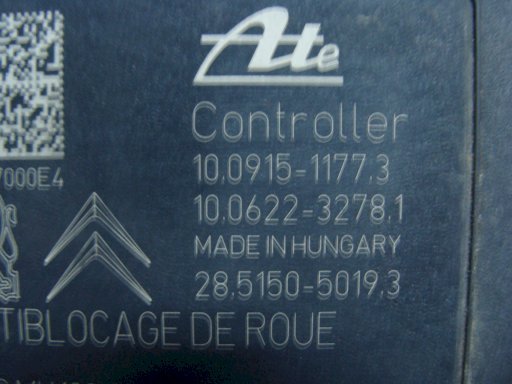 Ate
Controller
10.0915-1177.3
7000E4
10.0622-3278.1
MADE IN HUNGARY
28.5150-5019.3
TIBLOCAGE DE ROUE